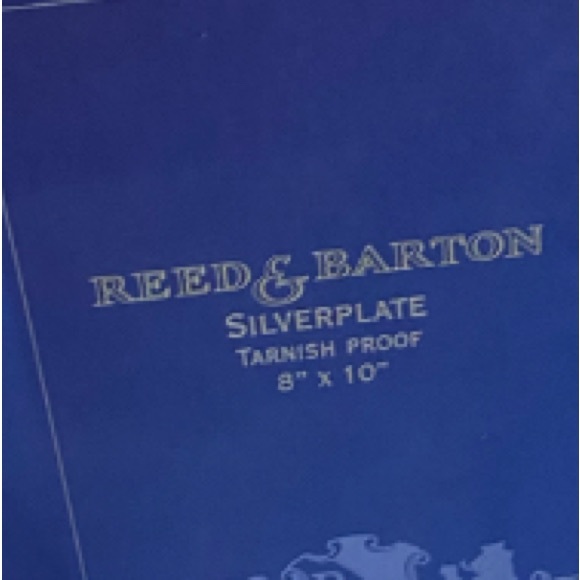 REED & BARTON
SILVERPLATE
TARNISH PROOF
8" X 10"